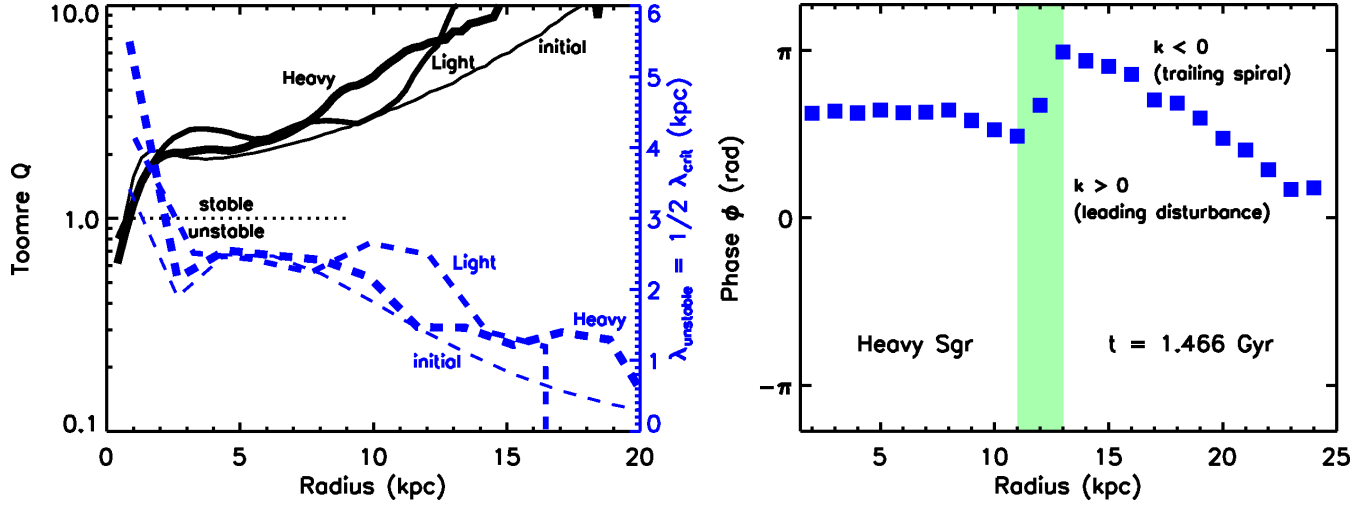 10.0
1.0
0.1
Toomre Q
Heavy
Light
initial
stable
unstable
Light
Heavy
initial
0
5
10
15
20
Radius (kpc)
6
5
4
3
2
1
0
λunstable = 1/2 λcrit (kpc)
π
0
−π
Phase ϕ (rad)
k < 0
(trailing spiral)
k > 0
(leading disturbance)
Heavy Sgr
t = 1.466 Gyr
5
10
15
20
25
Radius (kpc)